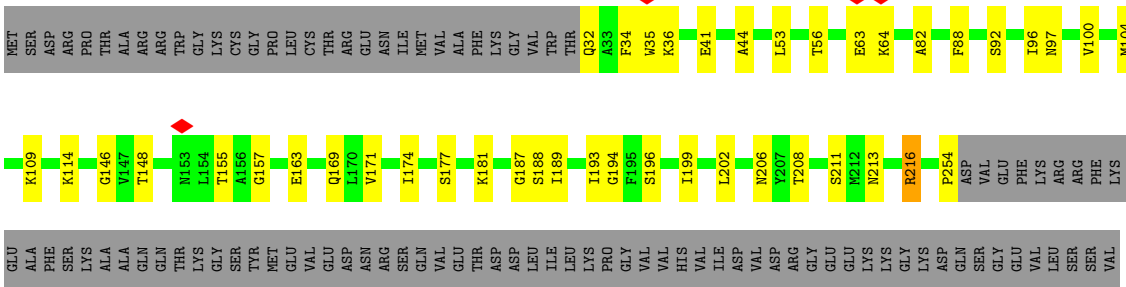 MET SER ASP ARG PRO THR ALA ARG ARG TRP GLY LYS CYS GLY PRO LEU CYS THR ARG GLU ASN ILE MET VAL ALA PHE LYS GLY VAL TRP THR Q32 A33 F34 W35 K36 E41 A44 L53 T56 E63 K64 A82 F88 S92 I96 N97 V100 M104
K109 K114 G146 V147 T148 N153 L154 T155 A156 G157 E163 Q169 L170 V171 I174 S177 K181 G187 S188 I189 I193 G194 F195 S196 I199 L202 N206 Y207 T208 S211 M212 N213 R216 P254 ASP VAL GLU PHE LYS ARG ARG PHE LYS
GLU ALA PHE SER LYS ALA ALA GLN GLN THR LYS GLY SER TYR MET GLU VAL GLU ASP ASN ARG SER GLN VAL GLU THR ASP ASP LEU ILE LEU LYS PRO GLY VAL VAL HIS VAL ILE ASP VAL ASP ARG GLY GLU GLU LYS LYS GLY LYS ASP GLN SER GLY GLU VAL LEU SER SER VAL